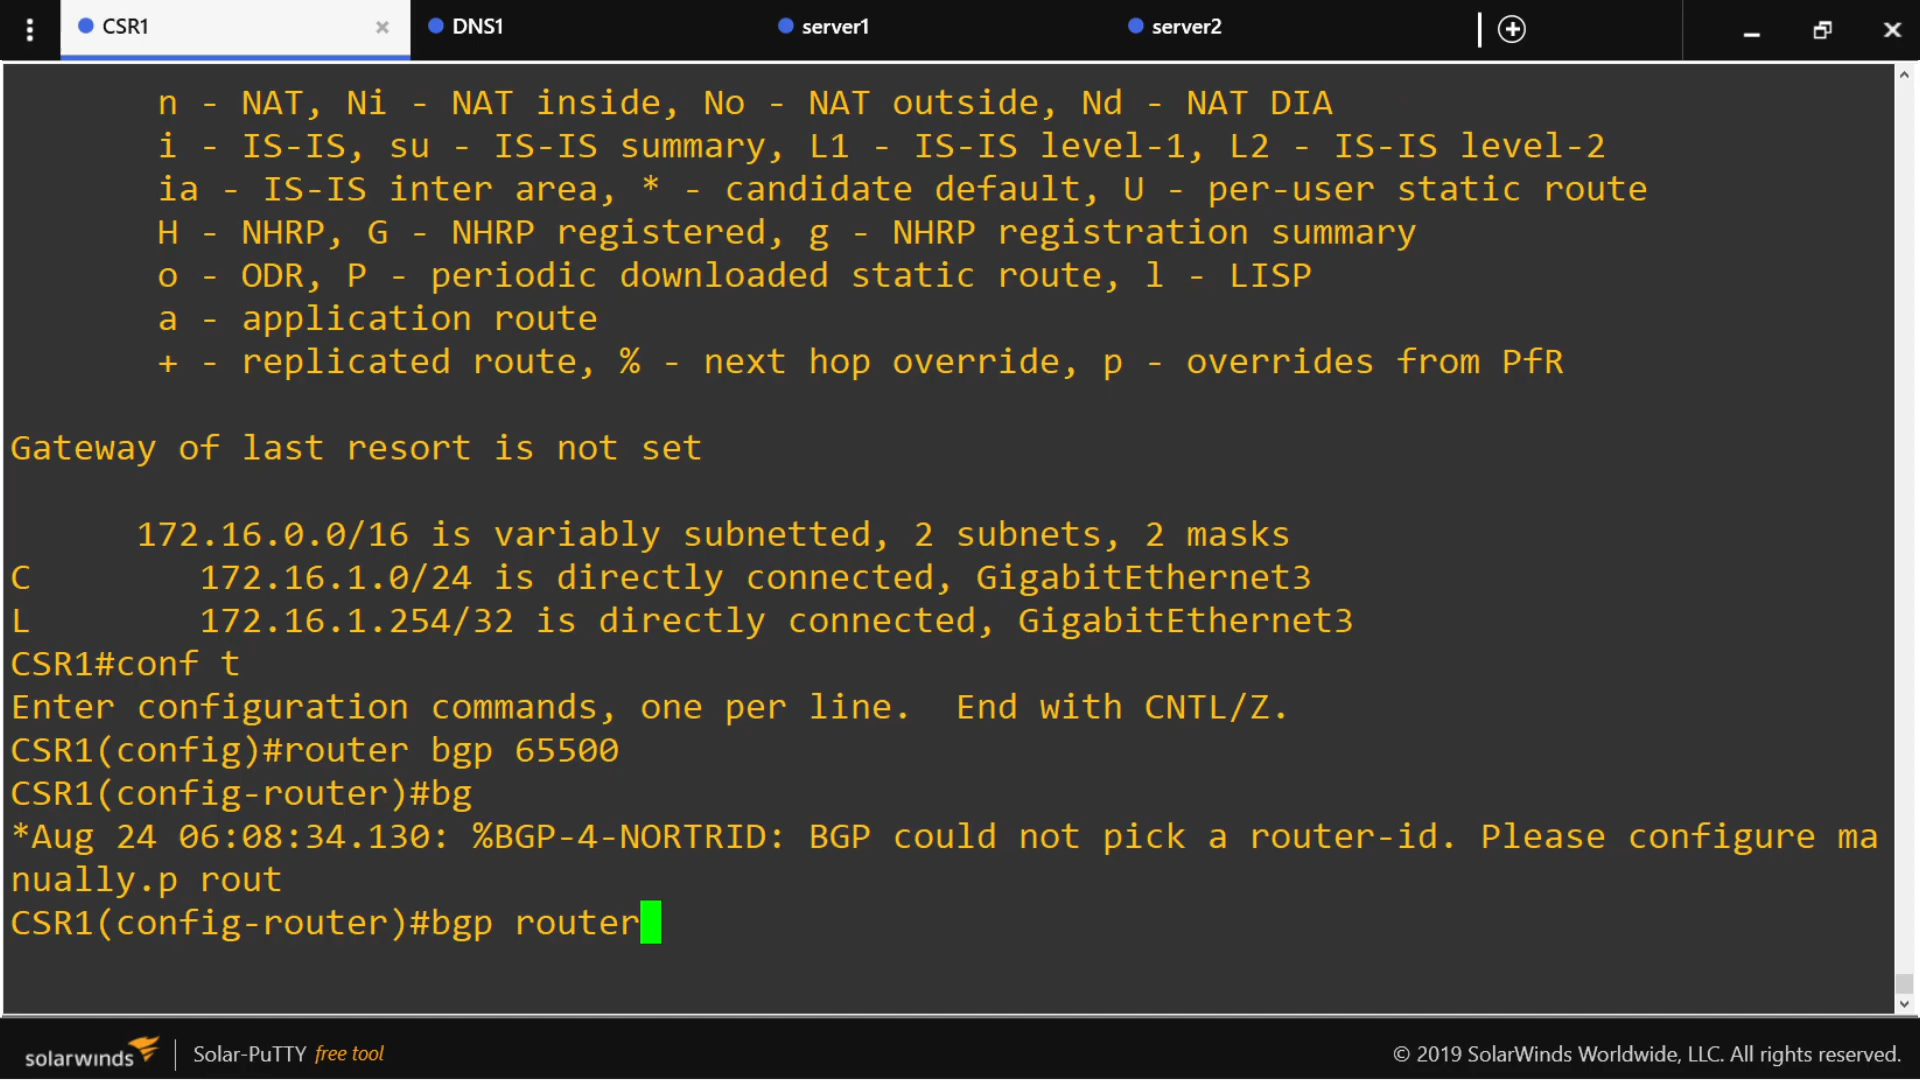 CSR1
DNS1
server1
server2
n - NAT, Ni - NAT inside, No - NAT outside, Nd - NAT DIA
i - IS-IS, su - IS-IS summary, L1 - IS-IS level-1, L2 - IS-IS level-2
ia - IS-IS inter area, * - candidate default, U - per-user static route
H - NHRP, G - NHRP registered, g - NHRP registration summary
o - ODR, P - periodic downloaded static route, l - LISP
a - application route
+ - replicated route, % - next hop override, p - overrides from PfR
Gateway of last resort is not set
172.16.0.0/16 is variably subnetted, 2 subnets, 2 masks
C        172.16.1.0/24 is directly connected, GigabitEthernet3
L        172.16.1.254/32 is directly connected, GigabitEthernet3
CSR1#conf t
Enter configuration commands, one per line.  End with CNTL/Z.
CSR1(config)#router bgp 65500
CSR1(config-router)#bg
*Aug 24 06:08:34.130: %BGP-4-NORTRID: BGP could not pick a router-id. Please configure ma
nually.p rout
CSR1(config-router)#bgp router
solarwinds
Solar-PuTTY free tool
© 2019 SolarWinds Worldwide, LLC. All rights reserved.